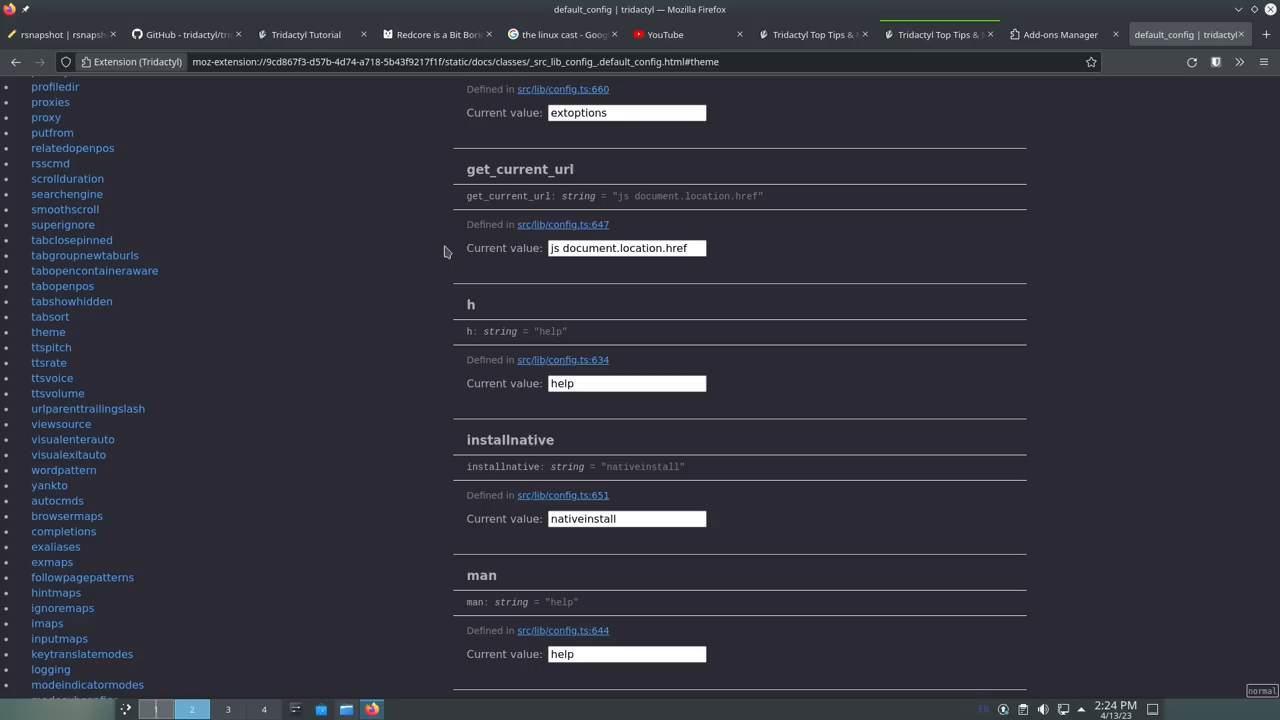 default_config | tridactyl — Mozilla Firefox
rsnapshot | rsnaps
GitHub - tridactyl/tri
Tridactyl Tutorial
Redcore is a Bit Bori
the linux cast - Goog
YouTube
Tridactyl Top Tips &
Tridactyl Top Tips &
Add-ons Manager
default_config | tridactyl
Extension (Tridactyl)
moz-extension://9cd867f3-d57b-4d74-a718-5b43f9217f1f/static/docs/classes/_src_lib_config_.default_config.html#theme
profiledir
proxies
proxy
putfrom
relatedopenpos
rsscmd
scrollduration
searchengine
smoothscroll
superignore
tabclosepinned
tabgroupnewtaburls
tabopencontaineraware
tabopenpos
tabshowhidden
tabsort
theme
ttspitch
ttsrate
ttsvoice
ttsvolume
urlparenttrailingslash
viewsource
visualenterauto
visualexitauto
wordpattern
yankto
autocmds
browsermaps
completions
exaliases
exmaps
followpagepatterns
hintmaps
ignoremaps
imaps
inputmaps
keytranslatemodes
logging
modeindicatormodes
Defined in src/lib/config.ts:660
Current value: extoptions
get_current_url
get_current_url: string = "js document.location.href"
Defined in src/lib/config.ts:647
Current value: js document.location.href
h
h: string = "help"
Defined in src/lib/config.ts:634
Current value: help
installnative
installnative: string = "nativeinstall"
Defined in src/lib/config.ts:651
Current value: nativeinstall
man
man: string = "help"
Defined in src/lib/config.ts:644
Current value: help
normal
1
2
3
4
EN
2:24 PM
4/13/23